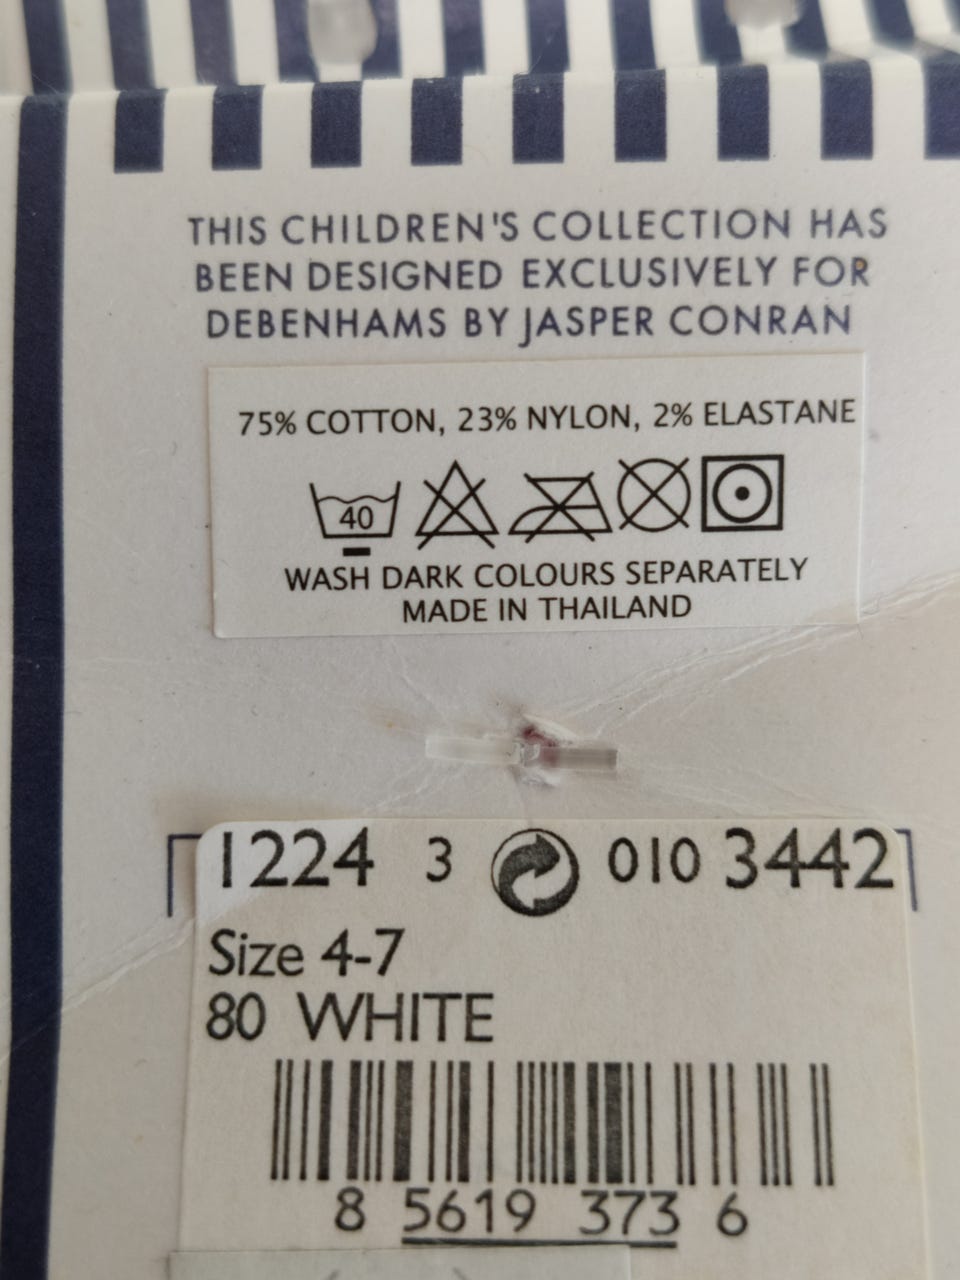 THIS CHILDREN'S COLLECTION HAS
BEEN DESIGNED EXCLUSIVELY FOR
DEBENHAMS BY JASPER CONRAN
75% COTTON, 23% NYLON, 2% ELASTANE
40
WASH DARK COLOURS SEPARATELY
MADE IN THAILAND
1224 3 010 3442
Size 4-7
80 WHITE
8 5619 373 6